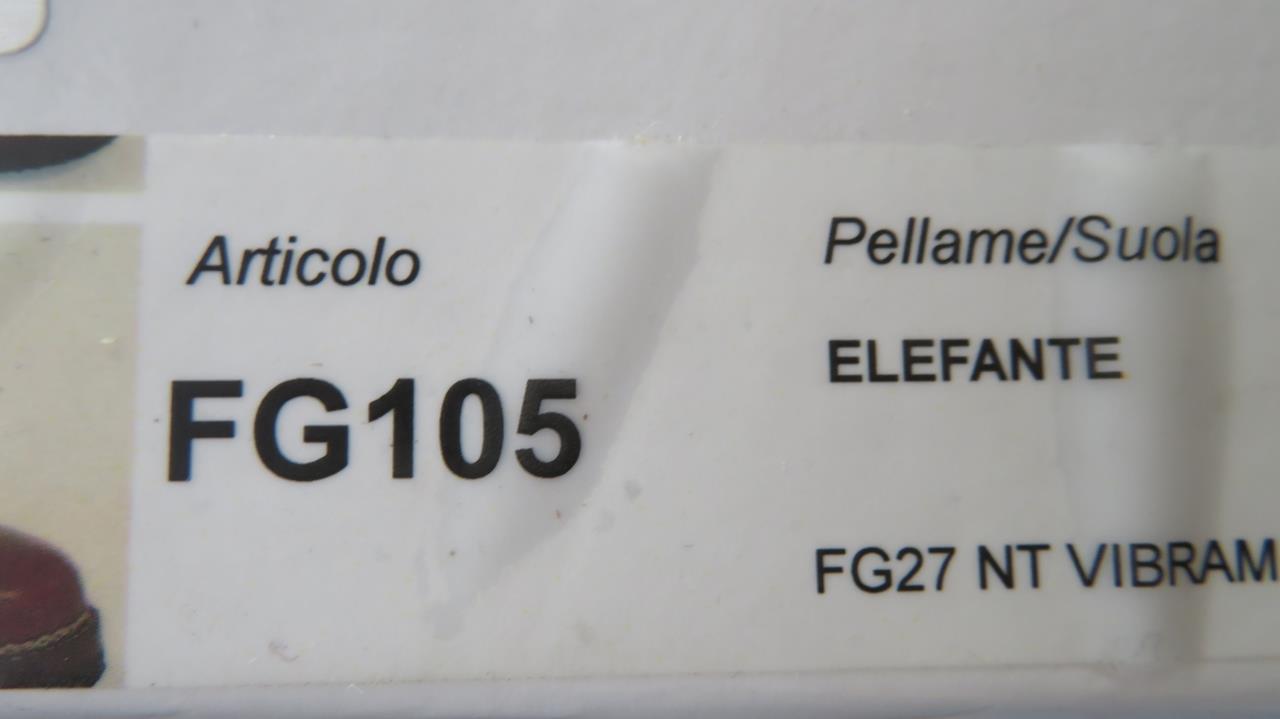 Articolo
FG105
Pellame/Suola
ELEFANTE
FG27 NT VIBRAM